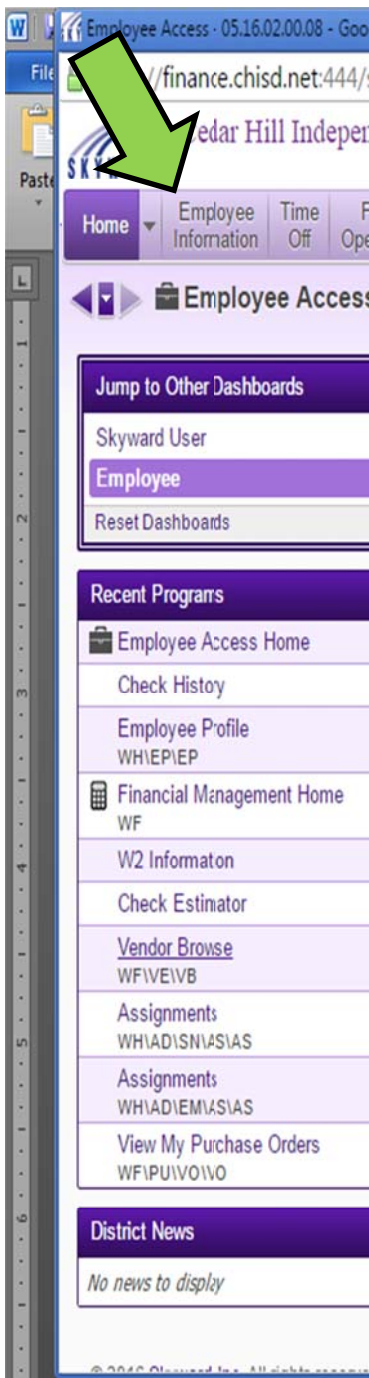 Employee Access - 05.16.02.00.08 - Goo
File
/finance.chisd.net:444/s
edar Hill Indepen
Paste
Home
Employee Information
Time Off
F
Ope
Employee Access
Jump to Other Dashboards
Skyward User
Employee
Reset Dashboards
Recent Programs
Employee Access Home
Check History
Employee Profile
WH\EP\EP
Financial Management Home
WF
W2 Information
Check Estimator
Vendor Browse
WF\VE\VB
Assignments
WH\AD\SN\AS\AS
Assignments
WH\AD\EM\AS\AS
View My Purchase Orders
WF\PU\VO\VO
District News
No news to display